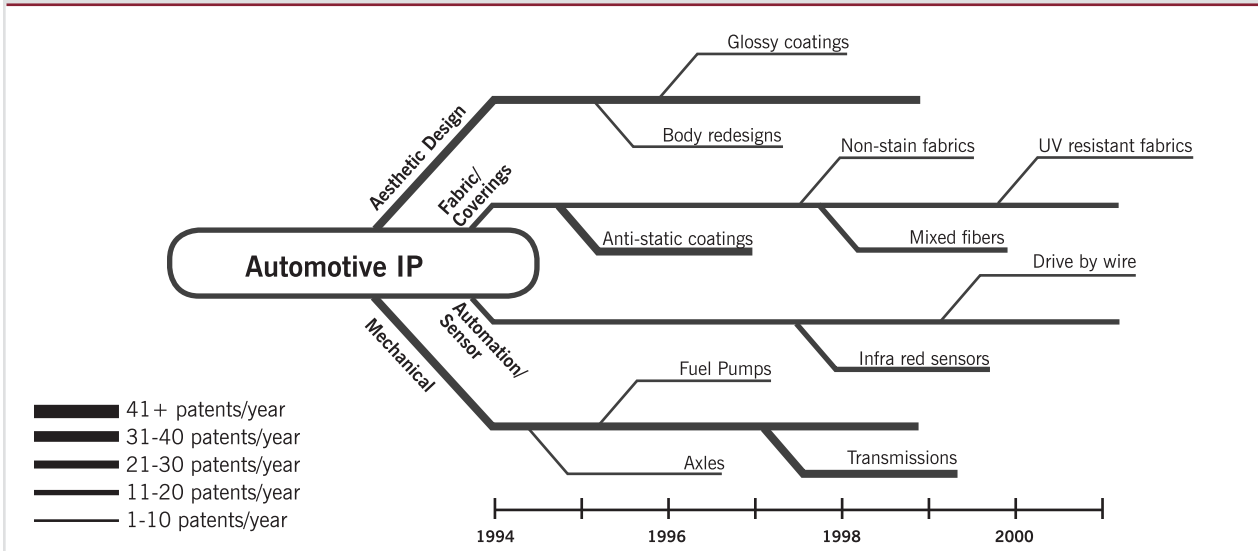 Glossy coatings
Aesthetic Design
Body redesigns
Non-stain fabrics
UV resistant fabrics
Fabric/
Coverings
Anti-static coatings
Mixed fibers
Automotive IP
Drive by wire
Automation/
Sensor
Mechanical
Infra red sensors
Fuel Pumps
Axles
Transmissions
41+ patents/year
31-40 patents/year
21-30 patents/year
11-20 patents/year
1-10 patents/year
1994 1996 1998 2000